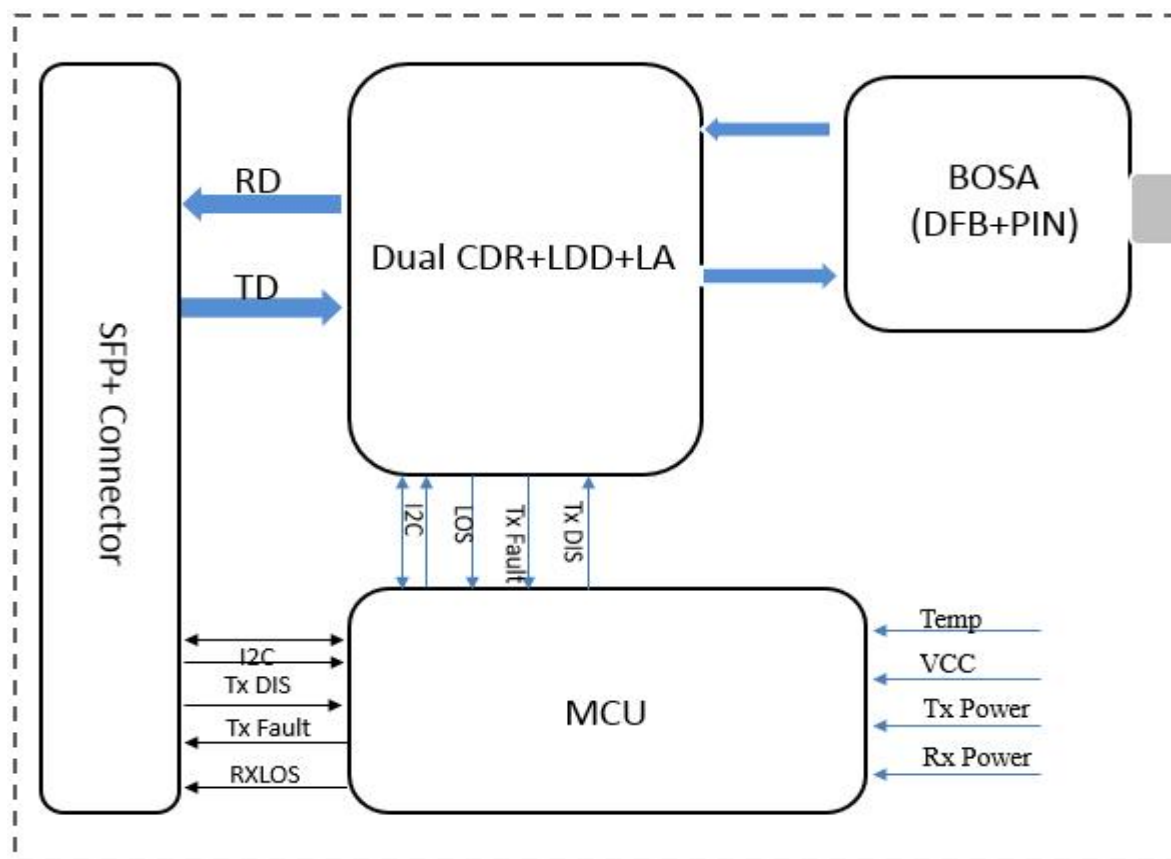 RD
TD
SFP+ Connector
Dual CDR+LDD+LA
BOSA
(DFB+PIN)
I2C
LOS
Tx Fault
Tx DIS
I2C
Tx DIS
Tx Fault
RXLOS
MCU
Temp
VCC
Tx Power
Rx Power